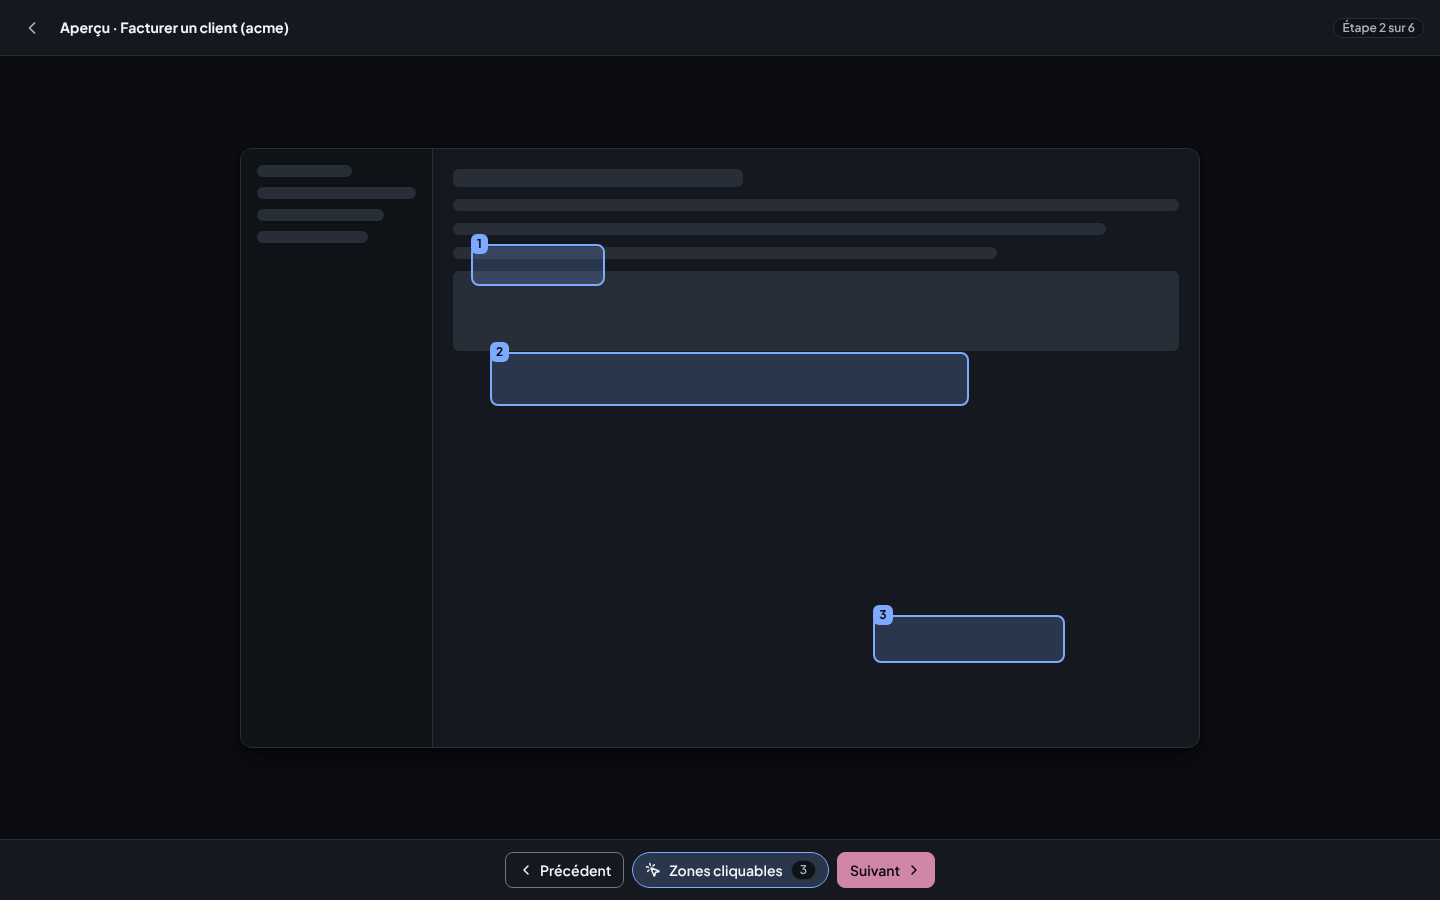 Aperçu · Facturer un client (acme)
Étape 2 sur 6
1
2
3
Précédent
Zones cliquables 3
Suivant